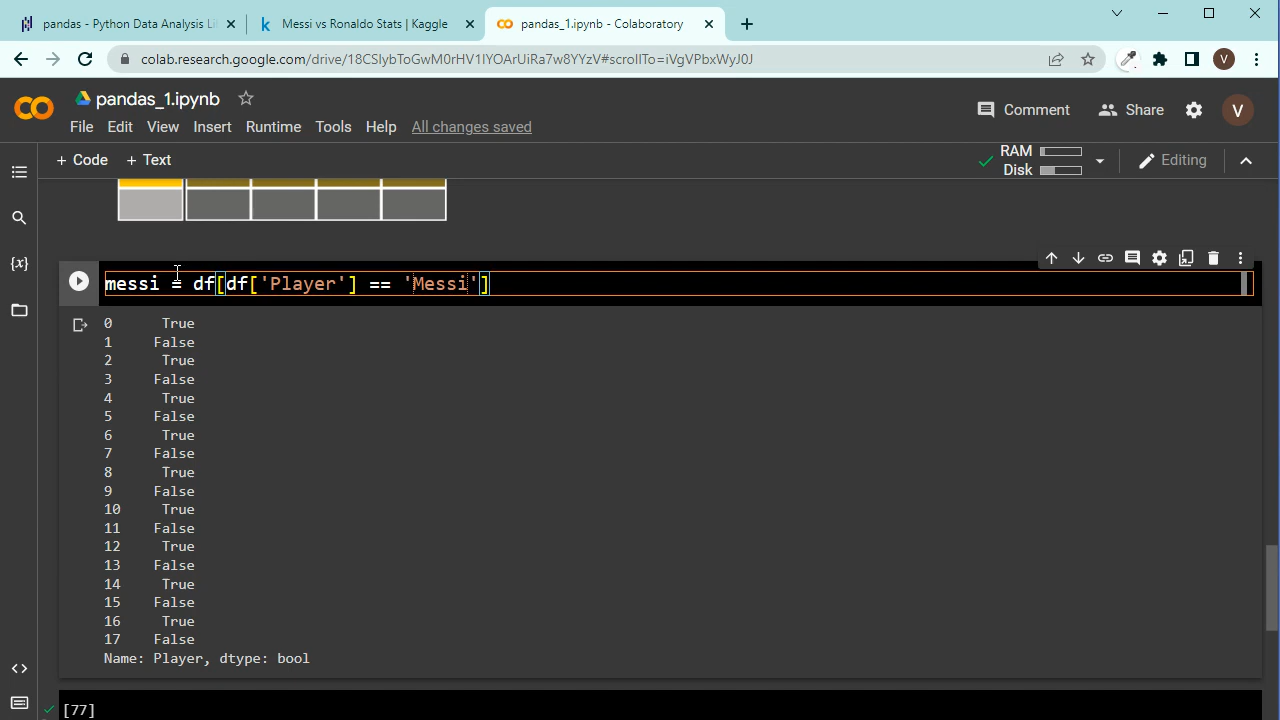 pandas - Python Data Analysis Li
Messi vs Ronaldo Stats | Kaggle
pandas_1.ipynb - Colaboratory
colab.research.google.com/drive/18CSIybToGwM0rHV1IYOArUiRa7w8YYzV#scrollTo=iVgVPbxWyJ0J
V
pandas_1.ipynb
File Edit View Insert Runtime Tools Help All changes saved
Comment Share V
+ Code + Text
RAM
Disk
Editing
messi = df[df['Player'] == 'Messi']
0 True
1 False
2 True
3 False
4 True
5 False
6 True
7 False
8 True
9 False
10 True
11 False
12 True
13 False
14 True
15 False
16 True
17 False
Name: Player, dtype: bool
[77]